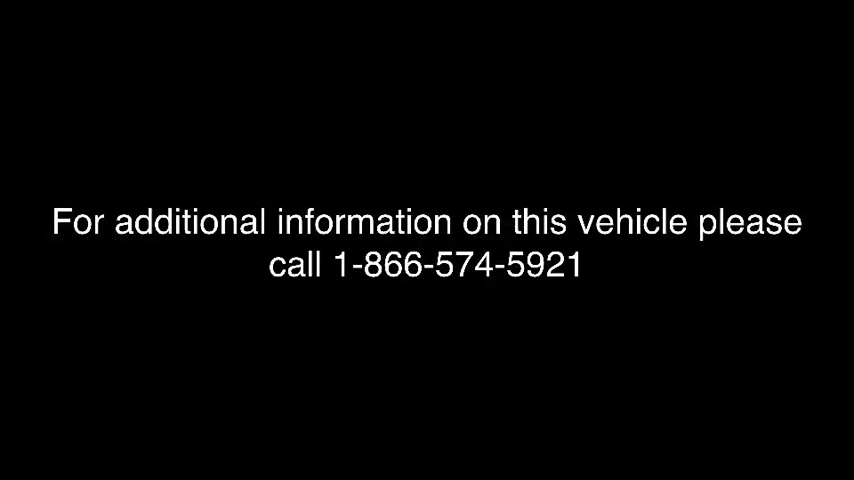 For additional information on this vehicle please
call 1-866-574-5921